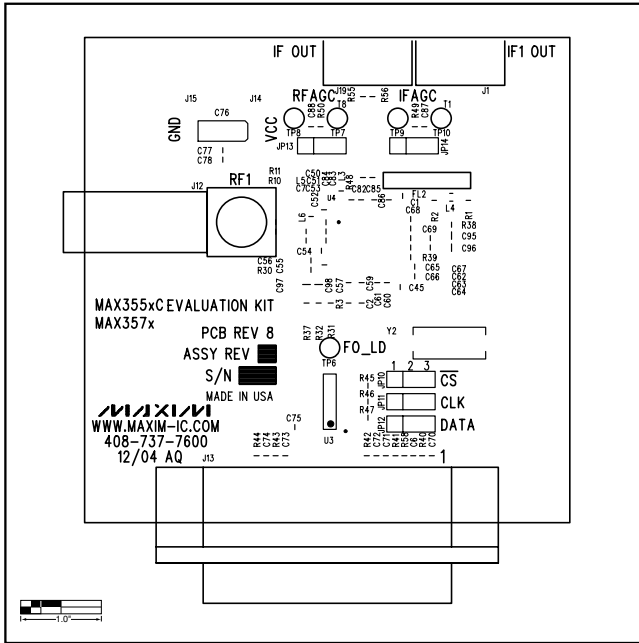 IF OUT
IF1 OUT
J19
J1
R55
R56
RFAGC
IFAGC
J15
J14
C76
GND
VCC
C88
R50
T8
R49
C87
T1
TP8
TP7
TP9
TP10
JP13
JP14
C77
C78
R11
R10
C50
L5
C51
C7
C53
C84
C83
L3
R48
C82
C85
J12
RF1
C52
U4
C86
FL2
C1
C68
L4
R2
R1
L6
C69
R38
C95
C96
C54
R39
C56
R30
C55
C65
C66
C67
C62
C63
C64
C97
C98
C57
C59
C45
R3
C2
C61
C60
MAX355xC EVALUATION KIT
MAX357x
PCB REV 8
R37
R32
R31
Y2
FO_LD
ASSY REV
TP6
1 2 3
S/N
R45
JP10
CS
MADE IN USA
R46
JP11
CLK
MAXIM
R47
JP12
DATA
WWW.MAXIM-IC.COM
C75
408-737-7600
U3
12/04 AQ
J13
R44
C74
R43
C73
R42
C72
C71
R41
R58
C6
R40
C70
1
1.0"